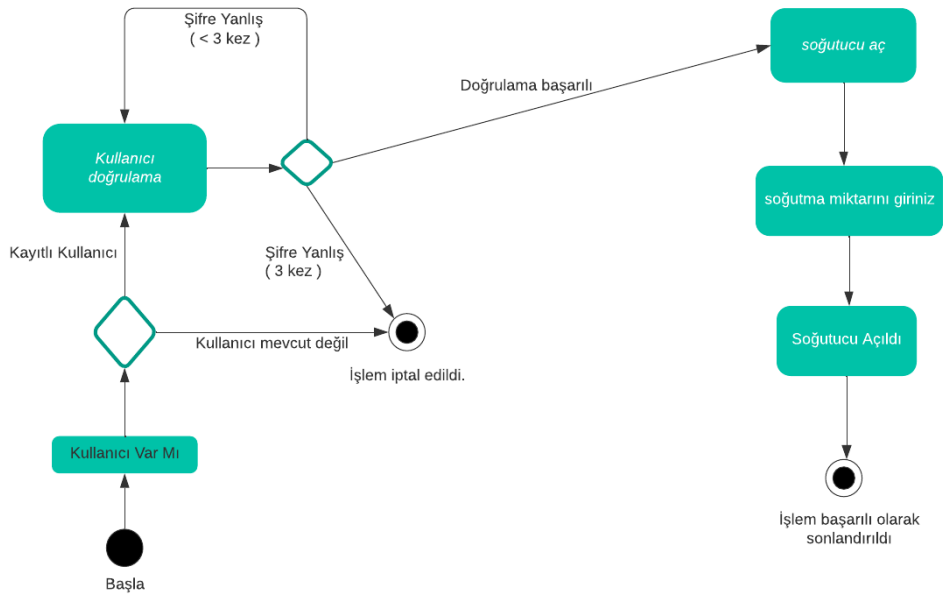 Şifre Yanlış
( < 3 kez )
soğutucu aç
Doğrulama başarılı
Kullanıcı
doğrulama
soğutma miktarını giriniz
Kayıtlı Kullanıcı
Şifre Yanlış
( 3 kez )
Kullanıcı mevcut değil
Soğutucu Açıldı
İşlem iptal edildi.
Kullanıcı Var Mı
İşlem başarılı olarak
sonlandırıldı
Başla